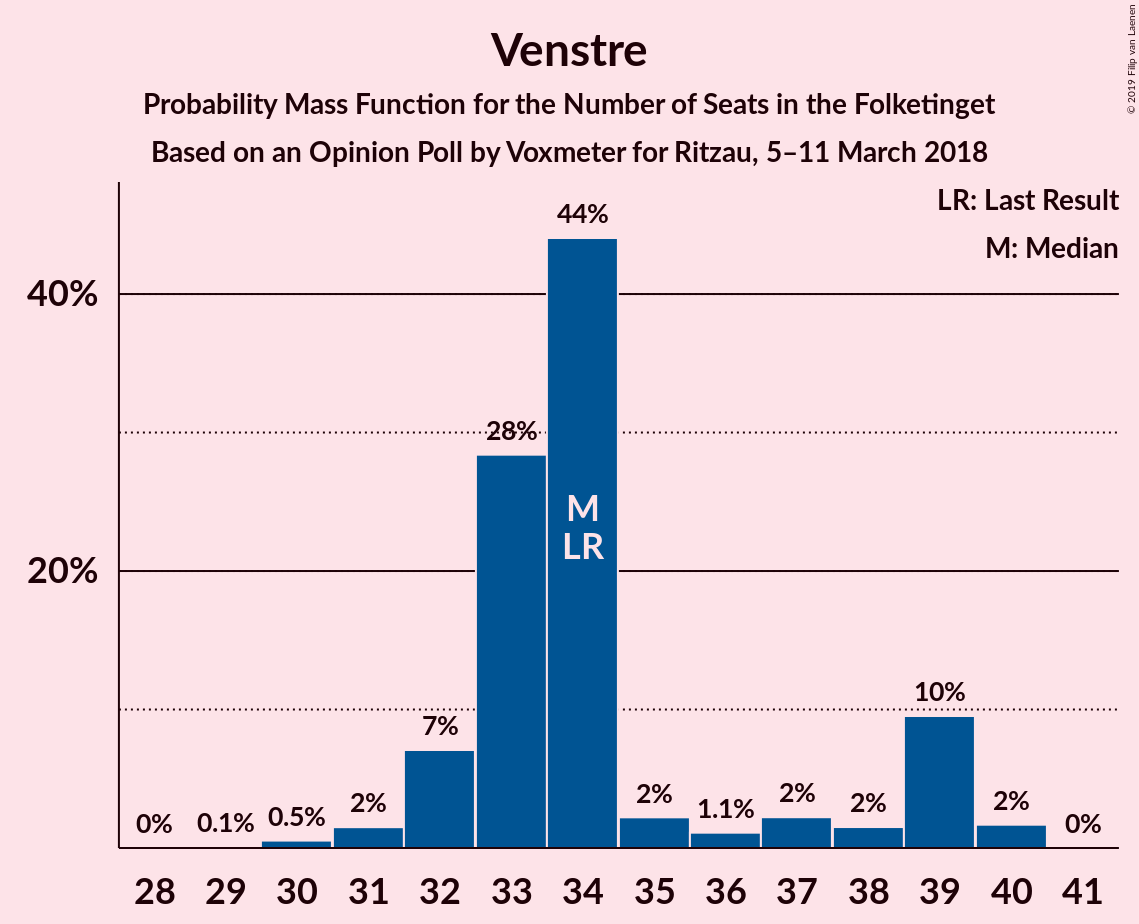 Venstre
Probability Mass Function for the Number of Seats in the Folketinget
Based on an Opinion Poll by Voxmeter for Ritzau, 5–11 March 2018
© 2019 Filip van Laenen
LR: Last Result
M: Median
40%
20%
0%
0.1%
0.5%
2%
7%
28%
44%
M
LR
2%
1.1%
2%
2%
10%
2%
0%
28 29 30 31 32 33 34 35 36 37 38 39 40 41